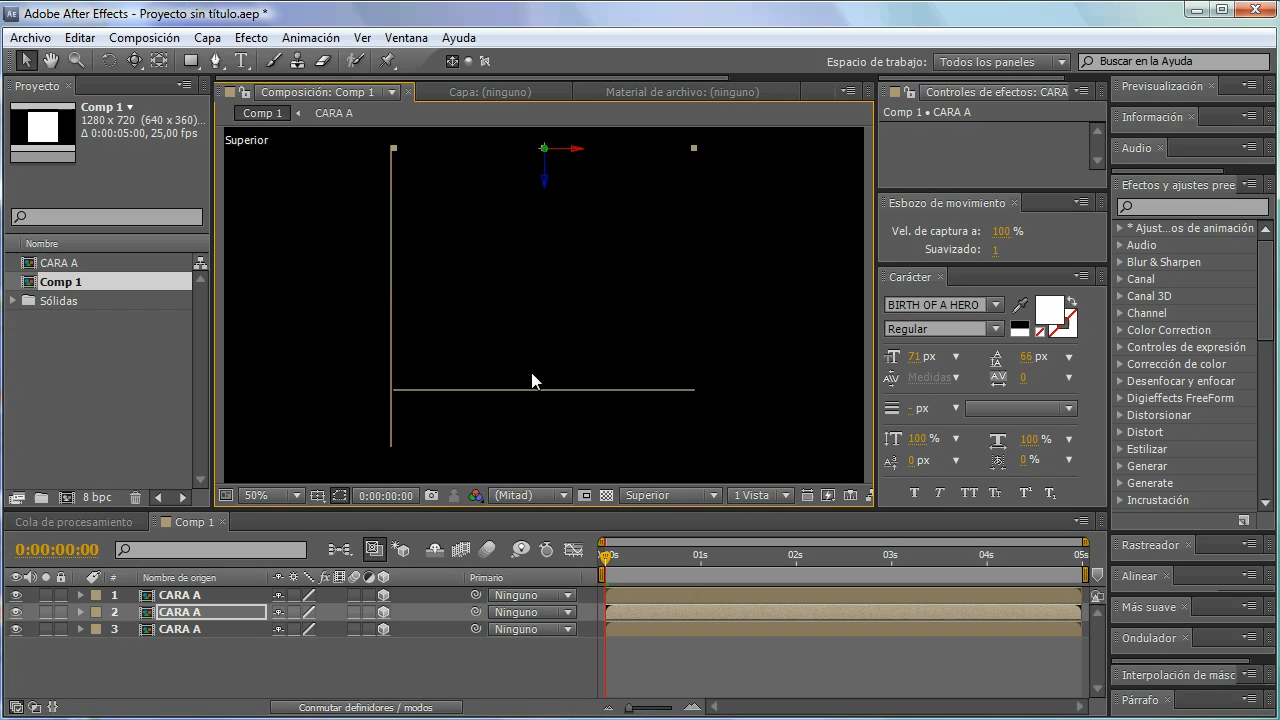 Adobe After Effects - Proyecto sin título.aep *
Archivo Editar Composición Capa Efecto Animación Ver Ventana Ayuda
Espacio de trabajo: Todos los paneles Buscar en la Ayuda
Proyecto
Comp 1
1280 x 720 (640 x 360)...
Δ 0:00:05:00, 25,00 fps
Nombre
CARA A
Comp 1
Sólidas
8 bpc
Composición: Comp 1 Capa: (ninguno) Material de archivo: (ninguno)
Comp 1 CARA A
Superior
50% 0:00:00:00 (Mitad) Superior 1 Vista
Controles de efectos: CARA
Comp 1 • CARA A
Esbozo de movimiento
Vel. de captura a: 100 %
Suavizado: 1
Carácter
BIRTH OF A HERO
Regular
71 px 66 px
Medidas 0
- px
100 % 100 %
0 px 0 %
T T TT TT T¹ T₁
Previsualización
Información
Audio
Efectos y ajustes pree
* Ajust...os de animación
Audio
Blur & Sharpen
Canal
Canal 3D
Channel
Color Correction
Controles de expresión
Corrección de color
Desenfocar y enfocar
Digieffects FreeForm
Distorsionar
Distort
Estilizar
Generar
Generate
Incrustación
Rastreador
Alinear
Más suave
Ondulador
Interpolación de másc
Párrafo
Cola de procesamiento Comp 1
0:00:00:00
# Nombre de origen Primario
1 CARA A Ninguno
2 CARA A Ninguno
3 CARA A Ninguno
01s 02s 03s 04s 05s
Conmutar definidores / modos